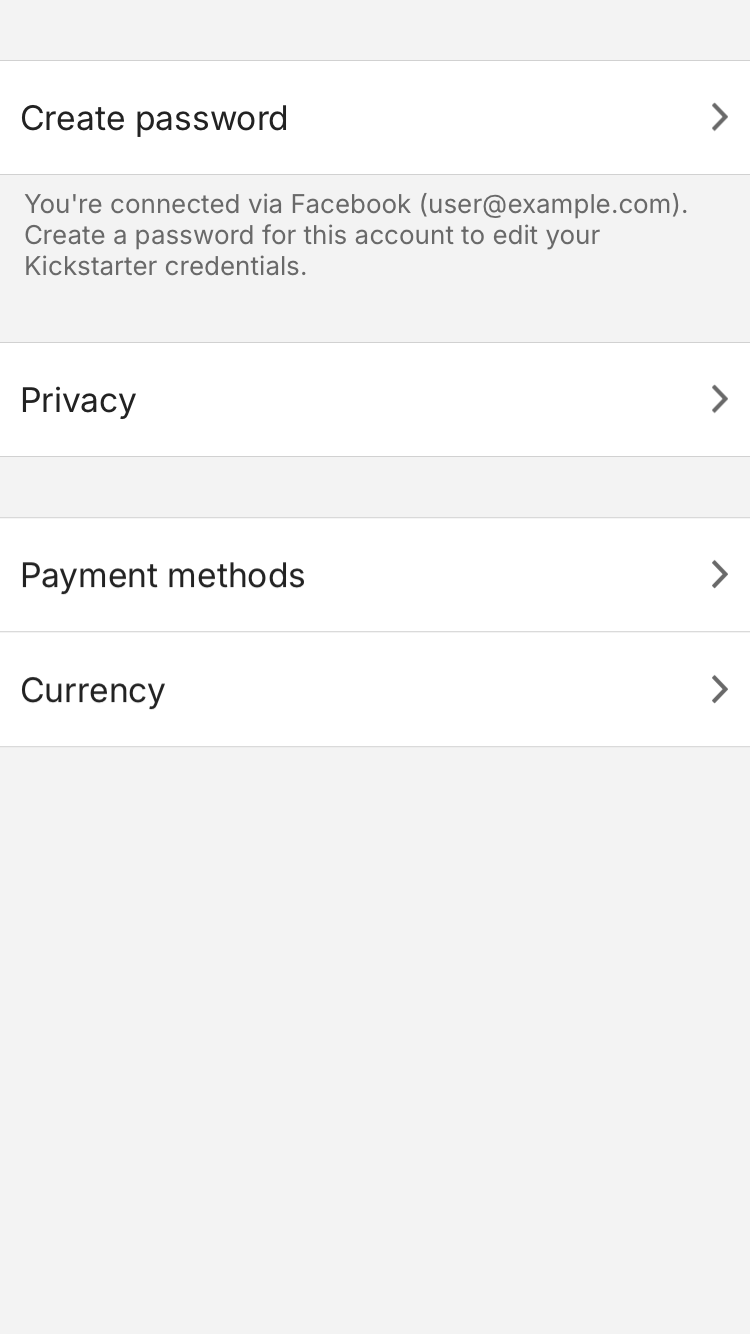 Create password
You're connected via Facebook (user@example.com).
Create a password for this account to edit your
Kickstarter credentials.
Privacy
Payment methods
Currency